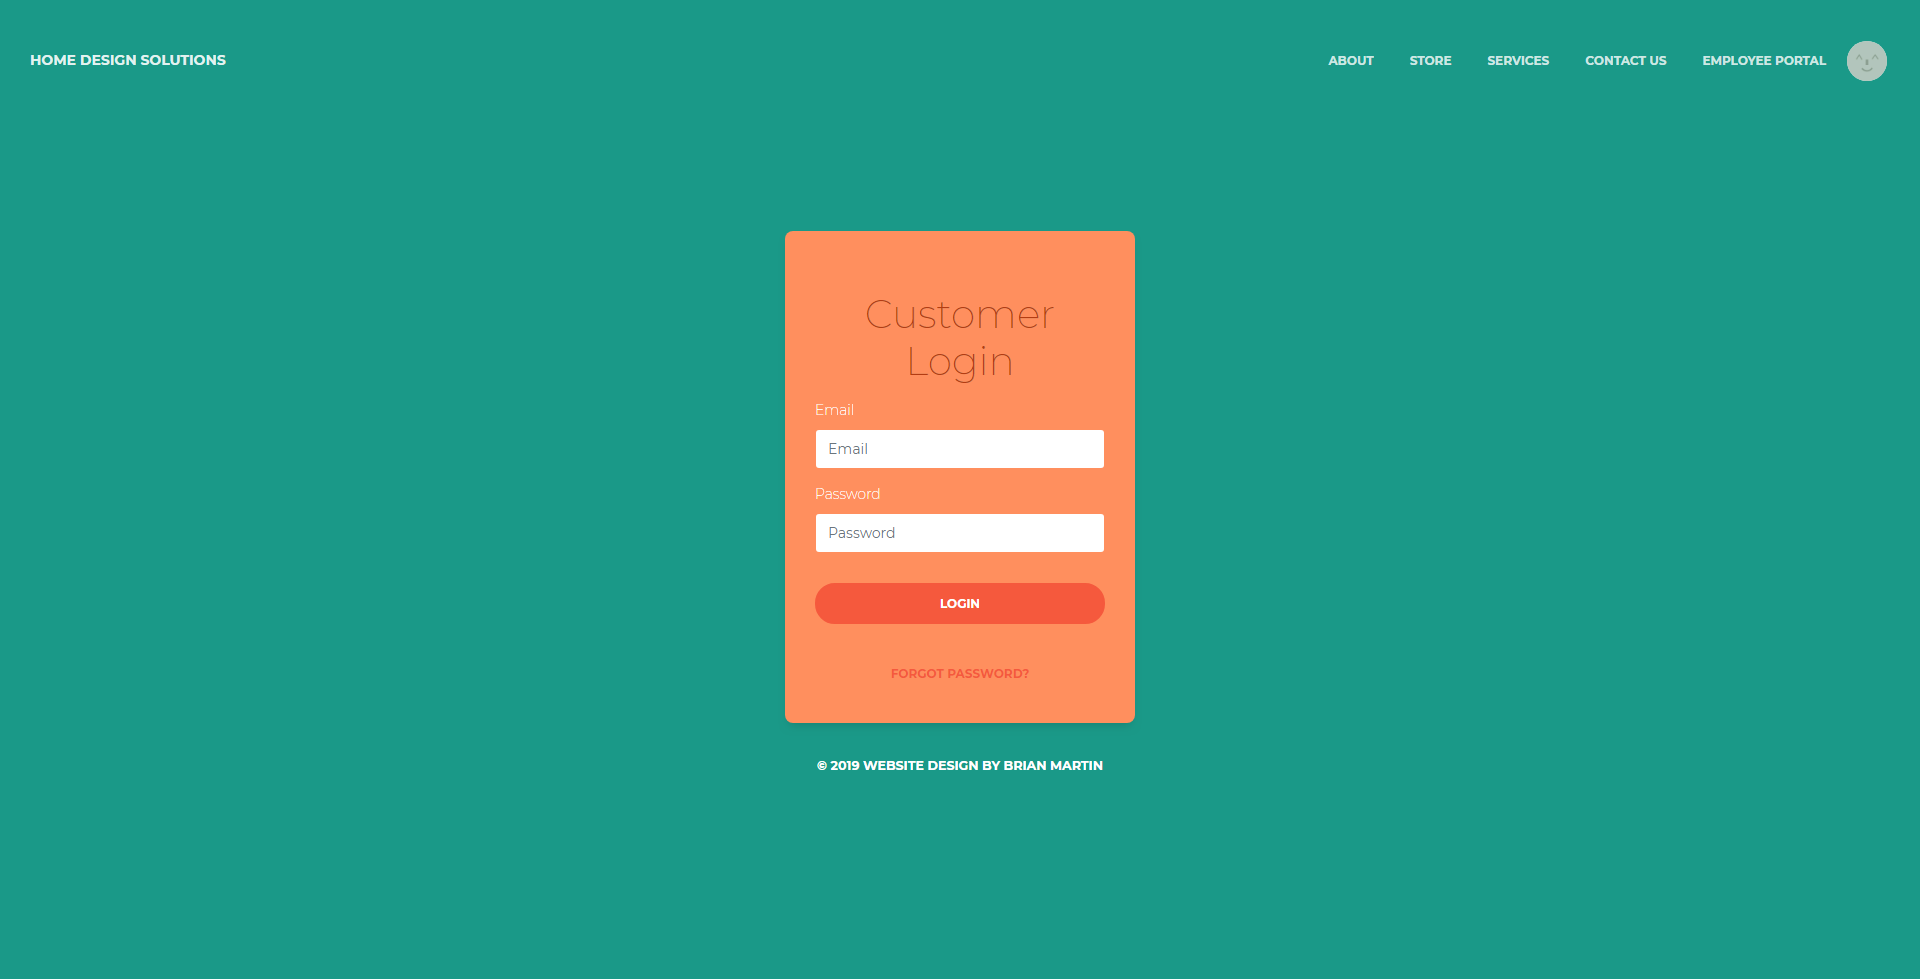 HOME DESIGN SOLUTIONS
ABOUT STORE SERVICES CONTACT US EMPLOYEE PORTAL
Customer
Login
Email
Email
Password
Password
LOGIN
FORGOT PASSWORD?
© 2019 WEBSITE DESIGN BY BRIAN MARTIN